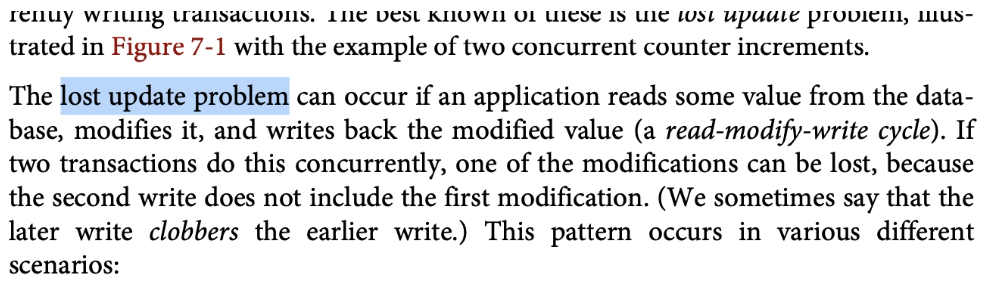 rently writing transactions. The best known of these is the lost update problem, illus-
trated in Figure 7-1 with the example of two concurrent counter increments.
The lost update problem can occur if an application reads some value from the data-
base, modifies it, and writes back the modified value (a read-modify-write cycle). If
two transactions do this concurrently, one of the modifications can be lost, because
the second write does not include the first modification. (We sometimes say that the
later write clobbers the earlier write.) This pattern occurs in various different
scenarios: